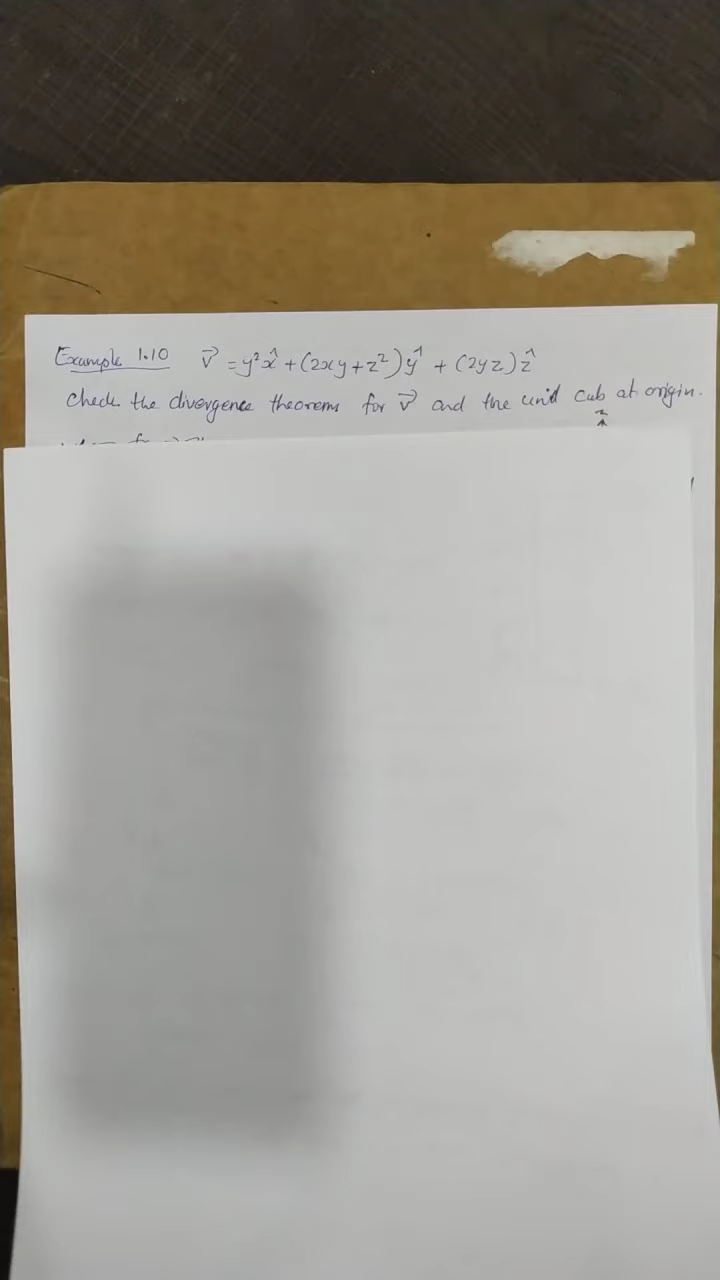 Example 1.10 v⃗ = y²x̂ + (2xy + z²)ŷ + (2yz)ẑ
Check the divergence theorem for v⃗ and the unit cub at origin.
z